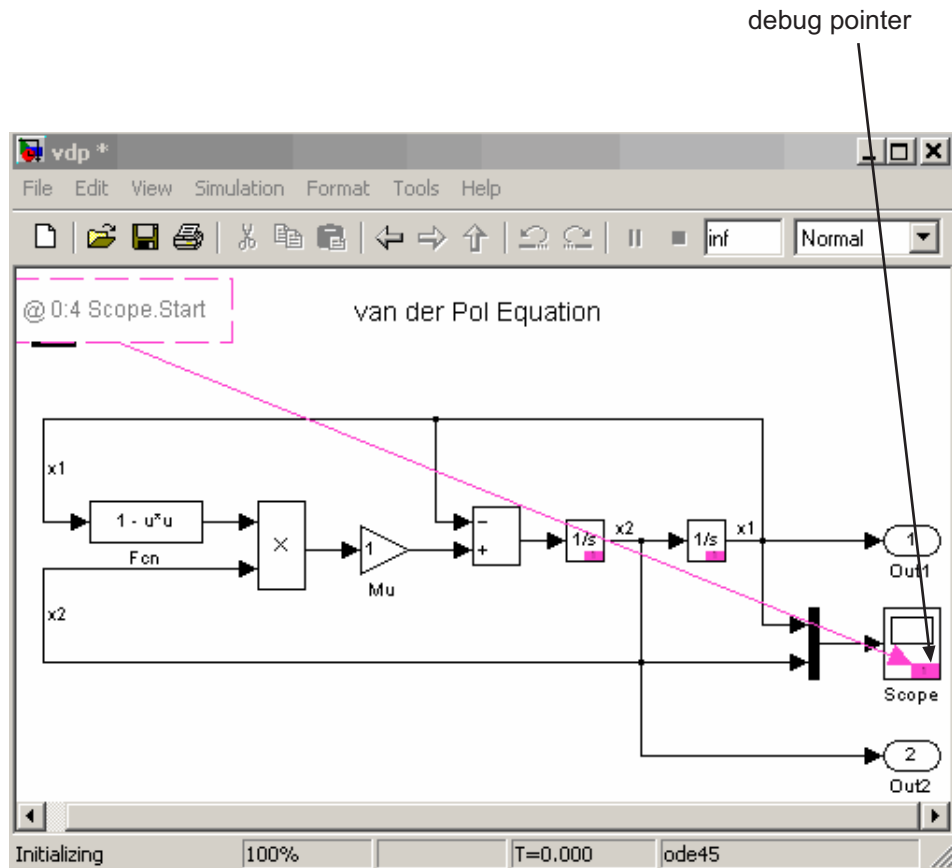 debug pointer
vdp *
File Edit View Simulation Format Tools Help
inf Normal
@ 0:4 Scope.Start
van der Pol Equation
x1
1 - u*u
Fcn
×
1
Mu
−
+
1/s
x2
1/s
x1
1
Out1
x2
Scope
2
Out2
Initializing 100% T=0.000 ode45